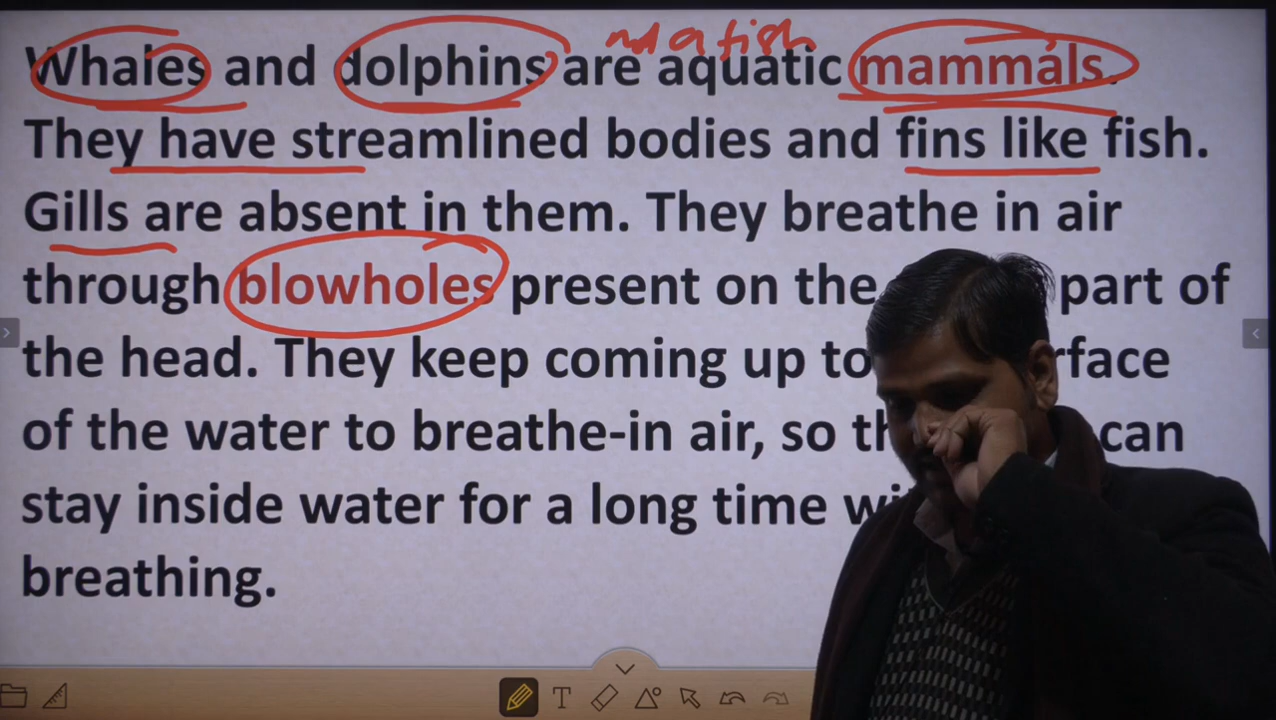 not a fish
Whales and dolphins are aquatic mammals.
They have streamlined bodies and fins like fish.
Gills are absent in them. They breathe in air
through blowholes present on the part of
the head. They keep coming up to rface
of the water to breathe-in air, so th can
stay inside water for a long time wi
breathing.
T